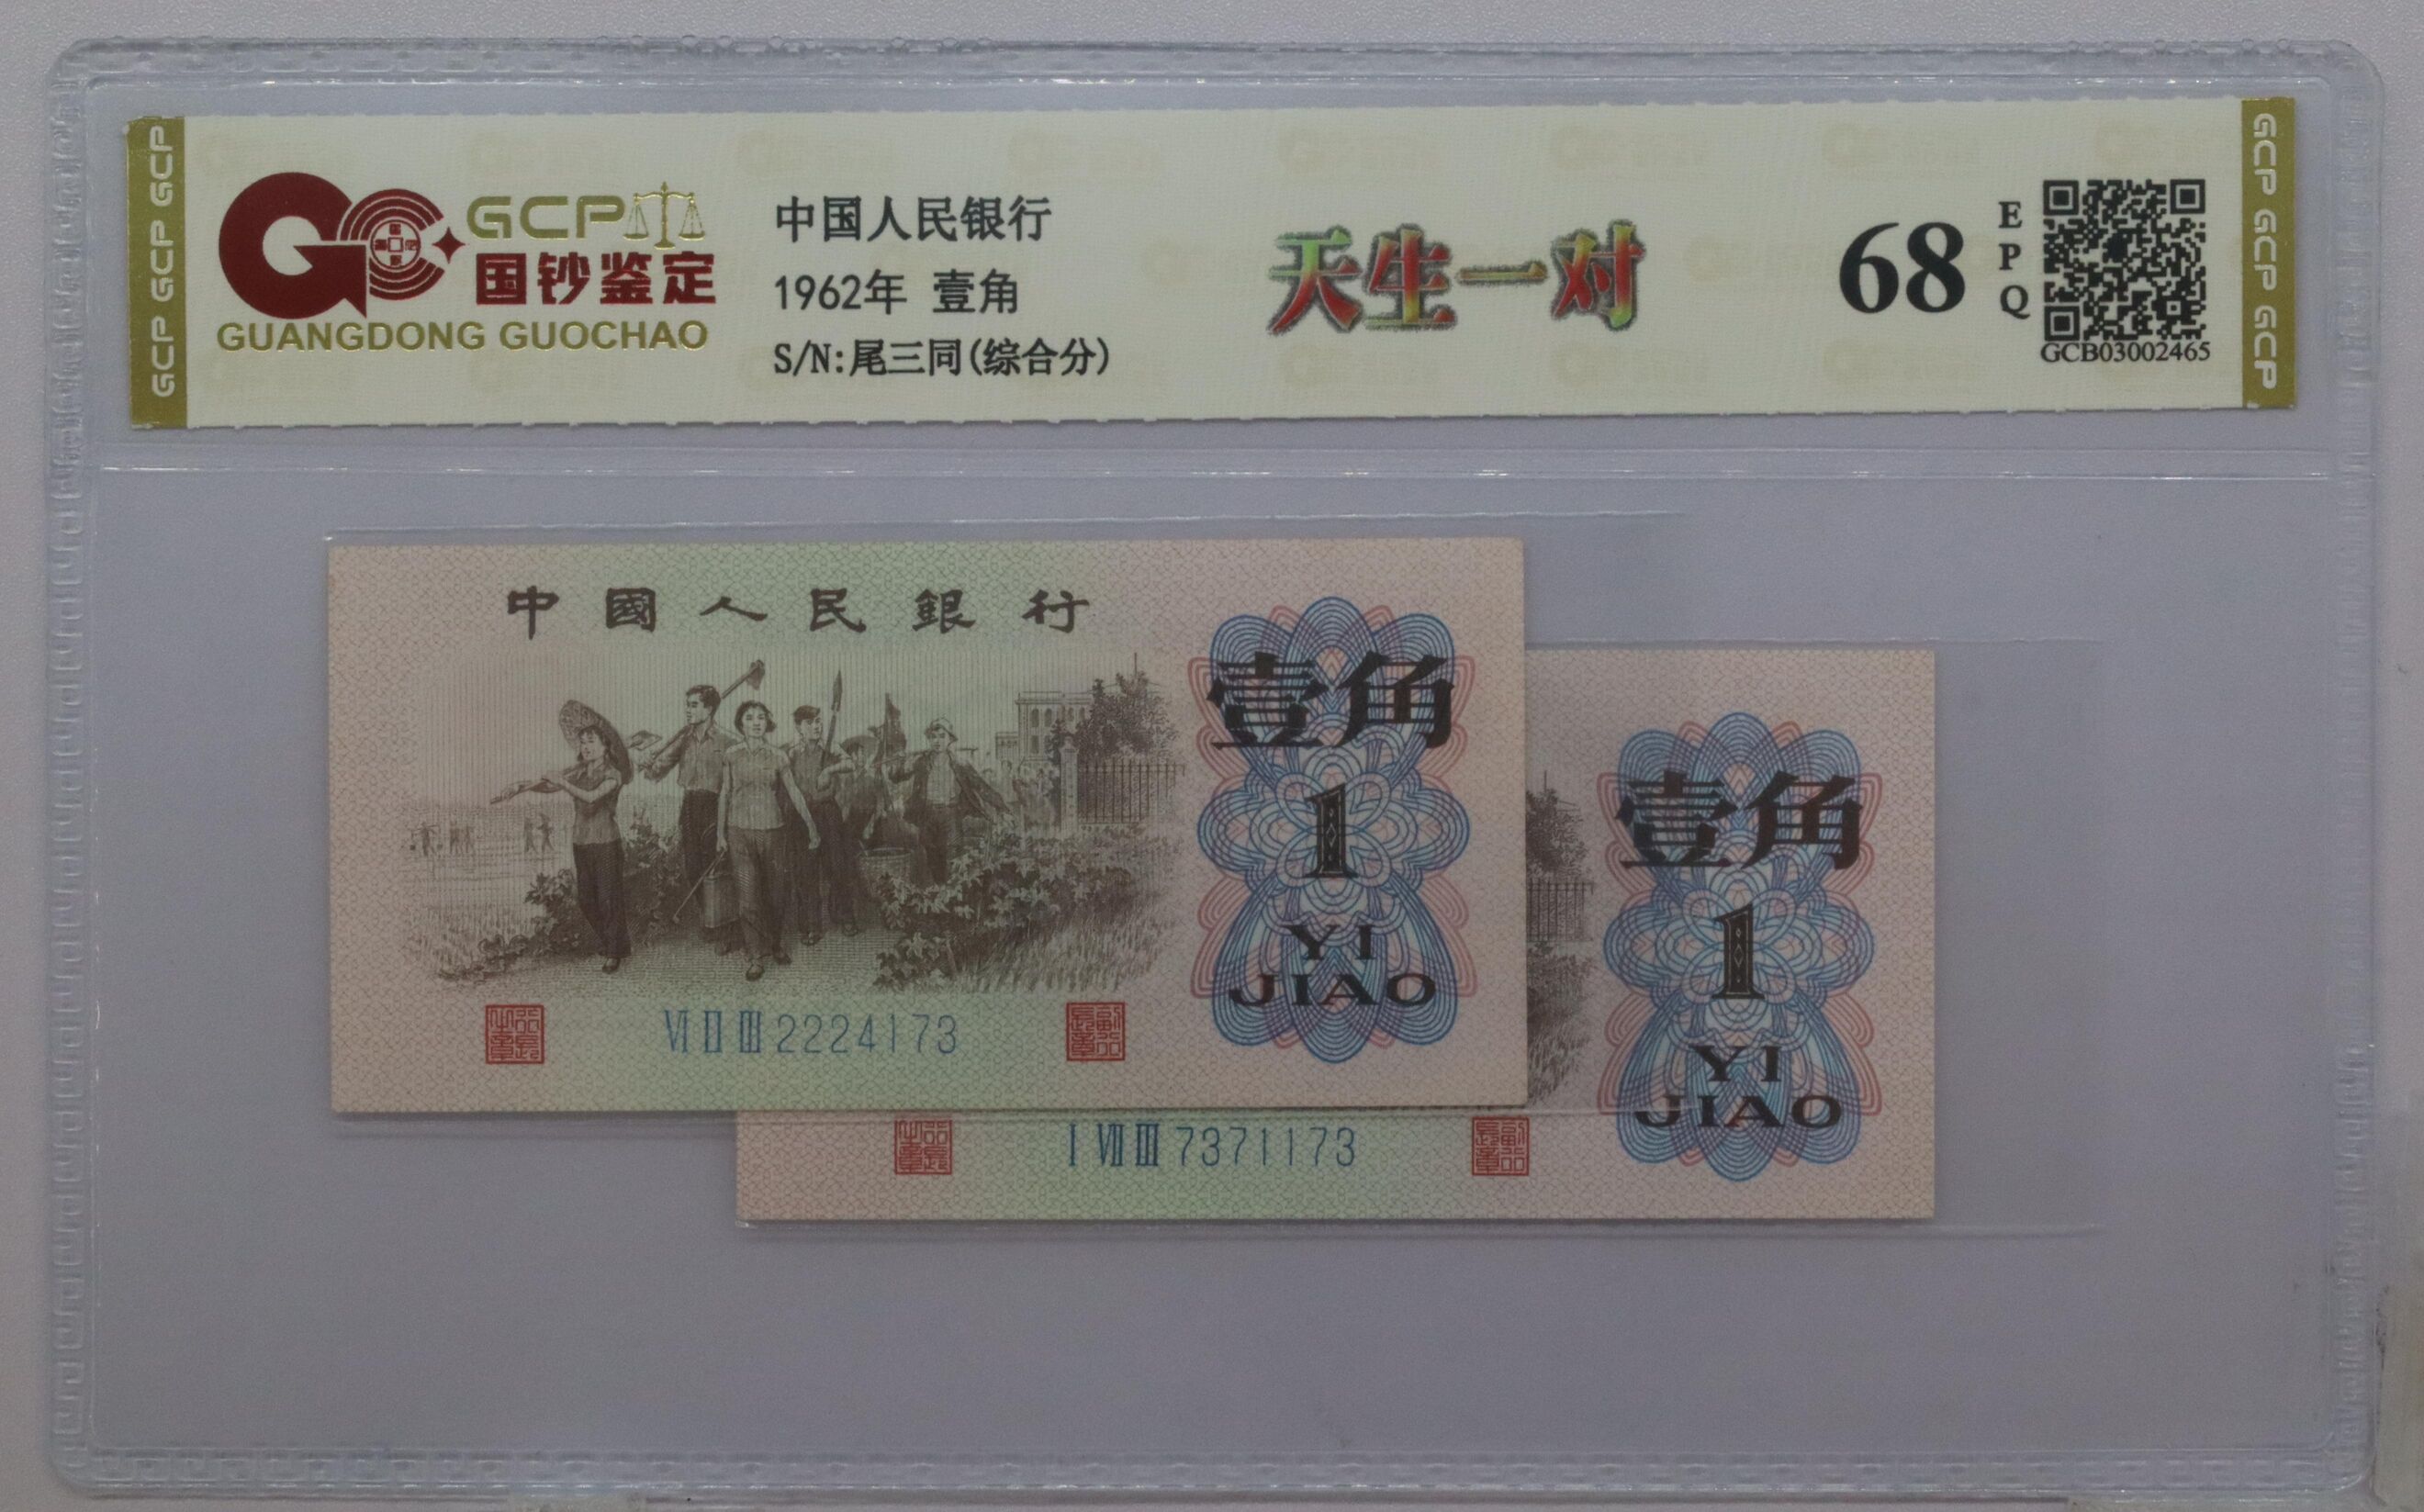 GCP GCP GCP
GCP
国钞鉴定
GUANGDONG GUOCHAO
中国人民银行
1962年 壹角
S/N:尾三同(综合分)
天生一对
68
EPQ
GCB03002465
GCP GCP GCP
中國人民銀行
壹角
1
YI
JIAO
VI II III 2224173
壹角
1
YI
JIAO
I VII III 7371173